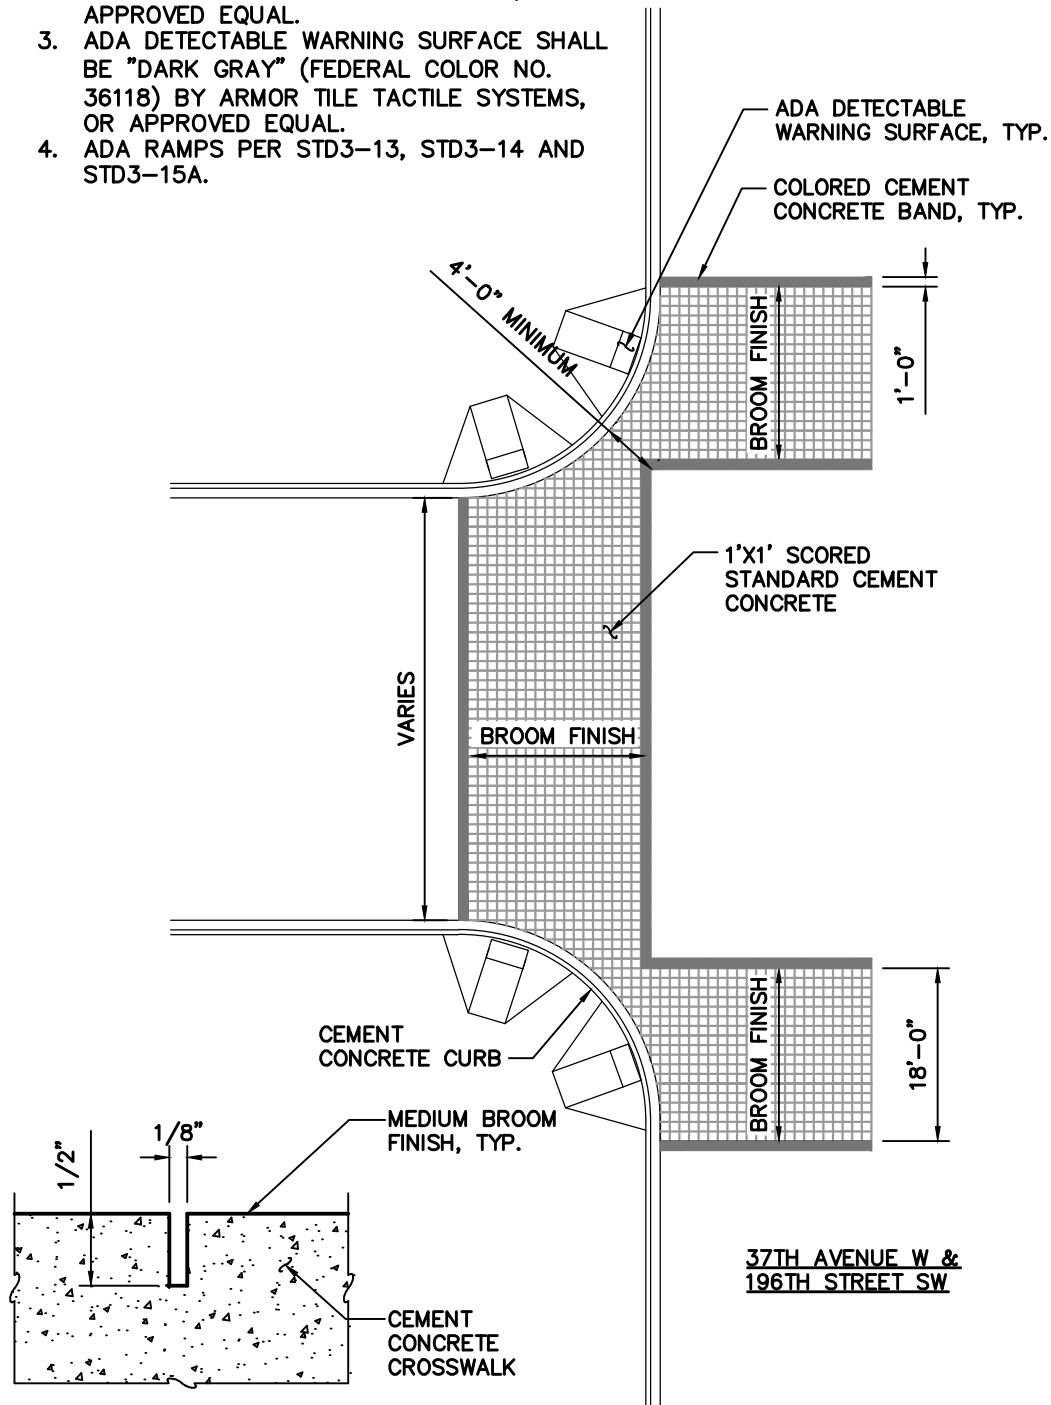 APPROVED EQUAL.
3. ADA DETECTABLE WARNING SURFACE SHALL
BE "DARK GRAY" (FEDERAL COLOR NO.
36118) BY ARMOR TILE TACTILE SYSTEMS,
OR APPROVED EQUAL.
4. ADA RAMPS PER STD3-13, STD3-14 AND
STD3-15A.
ADA DETECTABLE
WARNING SURFACE, TYP.
COLORED CEMENT
CONCRETE BAND, TYP.
4'-0" MINIMUM
BROOM FINISH
1'-0"
1'X1' SCORED
STANDARD CEMENT
CONCRETE
VARIES
BROOM FINISH
BROOM FINISH
18'-0"
CEMENT
CONCRETE CURB
MEDIUM BROOM
FINISH, TYP.
1/8"
1/2"
CEMENT
CONCRETE
CROSSWALK
37TH AVENUE W &
196TH STREET SW